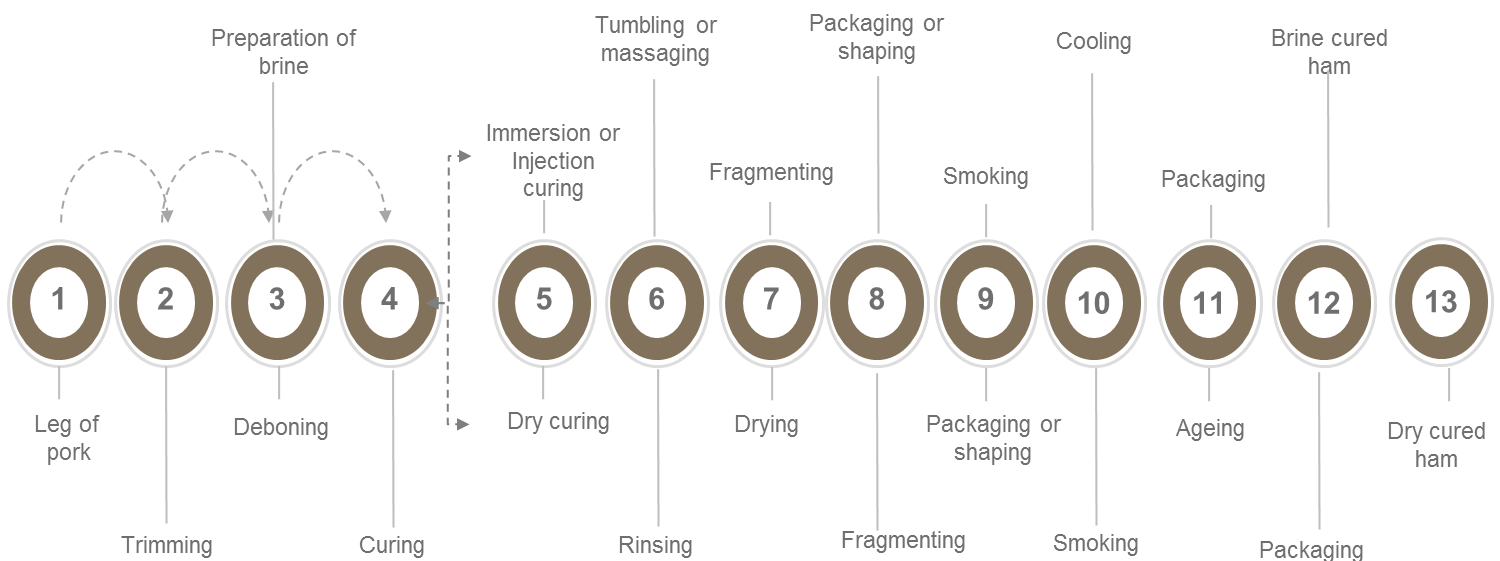 Preparation of
brine
Tumbling or
massaging
Packaging or
shaping
Cooling
Brine cured
ham
Immersion or
Injection
curing
Fragmenting
Smoking
Packaging
1
2
3
4
5
6
7
8
9
10
11
12
13
Leg of
pork
Deboning
Dry curing
Drying
Packaging or
shaping
Ageing
Dry cured
ham
Trimming
Curing
Rinsing
Fragmenting
Smoking
Packaging